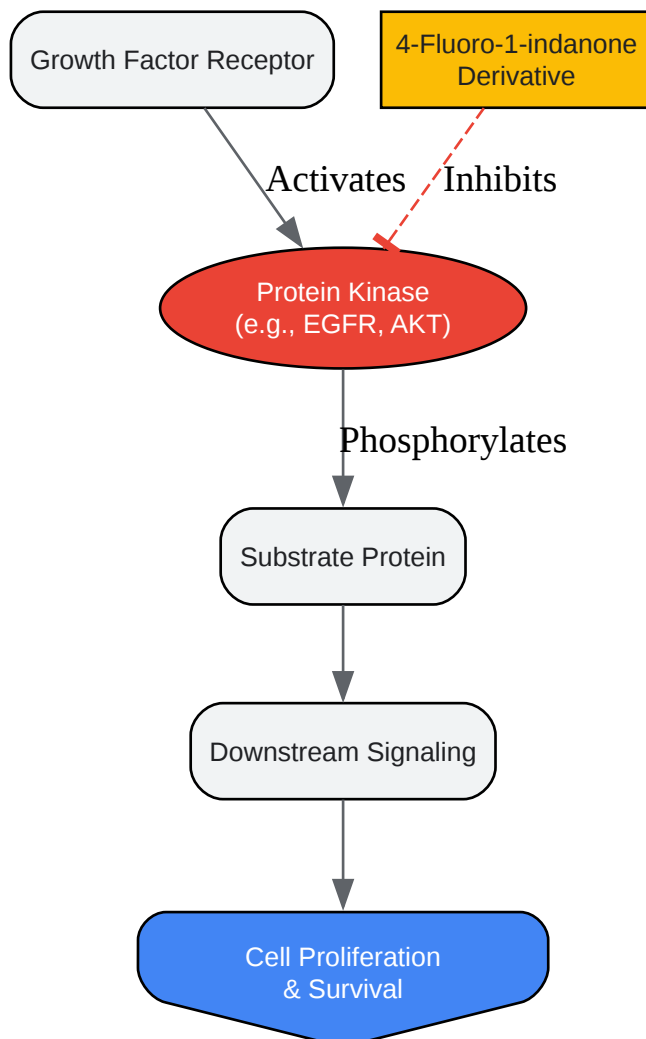 Growth Factor Receptor
4-Fluoro-1-indanone
Derivative
Activates
Inhibits
Protein Kinase
(e.g., EGFR, AKT)
Phosphorylates
Substrate Protein
Downstream Signaling
Cell Proliferation
& Survival